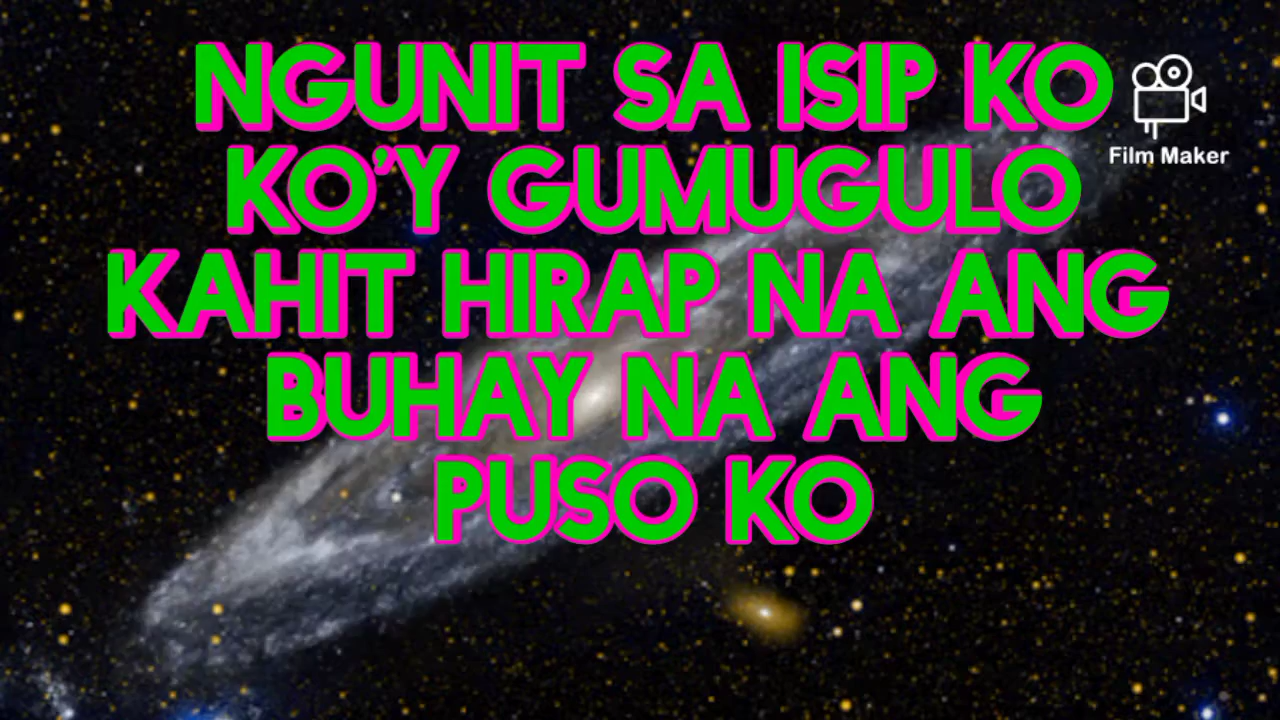 NGUNIT SA ISIP KO
KO'Y GUMUGULO
KAHIT HIRAP NA ANG
BUHAY NA ANG
PUSO KO
Film Maker